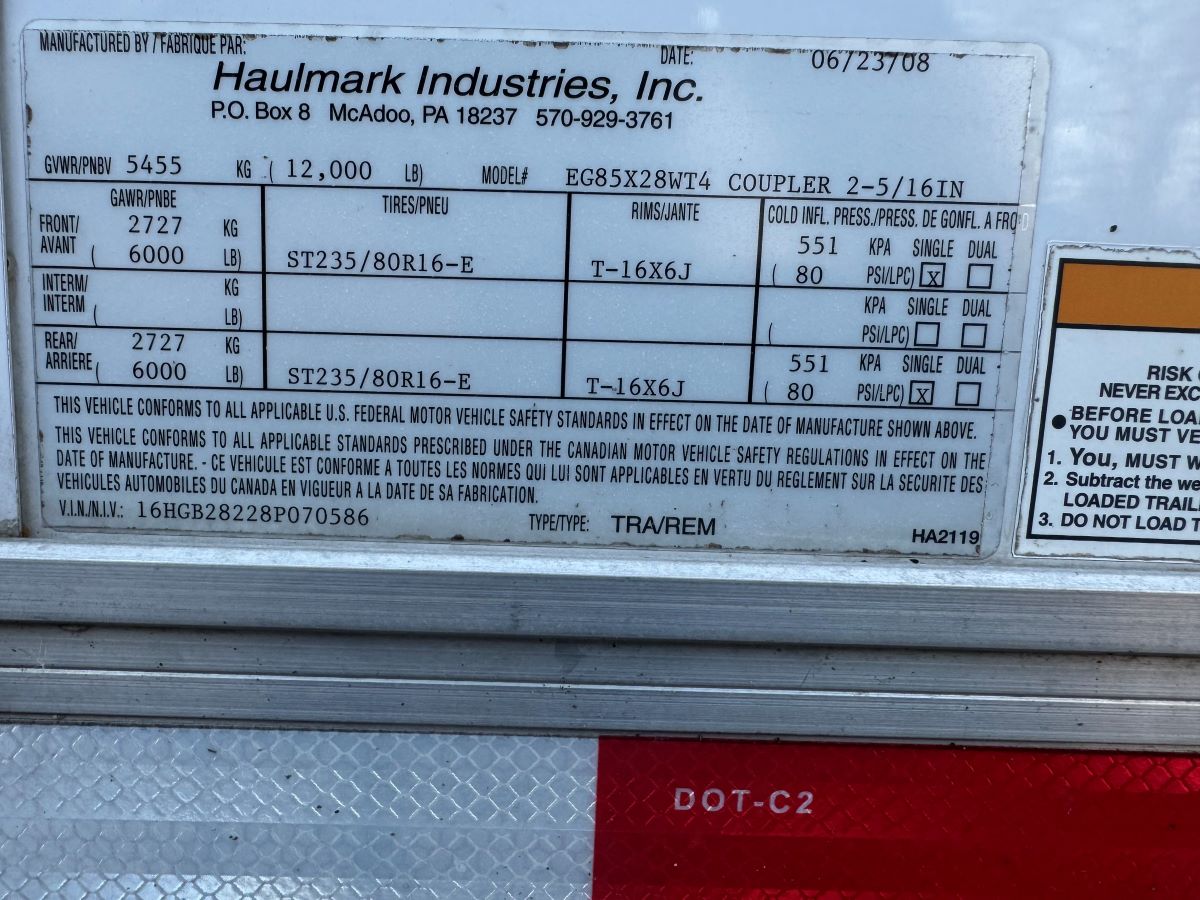 MANUFACTURED BY / FABRIQUE PAR: DATE: 06/23/08
Haulmark Industries, Inc.
P.O. Box 8 McAdoo, PA 18237 570-929-3761
GVWR/PNBV 5455 KG ( 12,000 LB) MODEL# EG85X28WT4 COUPLER 2-5/16IN
GAWR/PNBE TIRES/PNEU RIMS/JANTE COLD INFL. PRESS./PRESS. DE GONFL. A FROID
FRONT/ 2727 KG 551 KPA SINGLE DUAL
AVANT ( 6000 LB) ST235/80R16-E T-16X6J ( 80 PSI/LPC) X
INTERM/ KG KPA SINGLE DUAL
INTERM ( LB) ( PSI/LPC)
REAR/ 2727 KG 551 KPA SINGLE DUAL
ARRIERE ( 6000 LB) ST235/80R16-E T-16X6J ( 80 PSI/LPC) X
THIS VEHICLE CONFORMS TO ALL APPLICABLE U.S. FEDERAL MOTOR VEHICLE SAFETY STANDARDS IN EFFECT ON THE DATE OF MANUFACTURE SHOWN ABOVE.
THIS VEHICLE CONFORMS TO ALL APPLICABLE STANDARDS PRESCRIBED UNDER THE CANADIAN MOTOR VEHICLE SAFETY REGULATIONS IN EFFECT ON THE
DATE OF MANUFACTURE. - CE VEHICULE EST CONFORME A TOUTES LES NORMES QUI LUI SONT APPLICABLES EN VERTU DU REGLEMENT SUR LA SECURITE DES
VEHICULES AUTOMOBILES DU CANADA EN VIGUEUR A LA DATE DE SA FABRICATION.
V.I.N./N.I.V.: 16HGB28228P070586 TYPE/TYPE: TRA/REM HA2119
RISK
NEVER EXC
● BEFORE LOA
YOU MUST VE
1. You, MUST W
2. Subtract the we
LOADED TRAIL
3. DO NOT LOAD T
DOT-C2